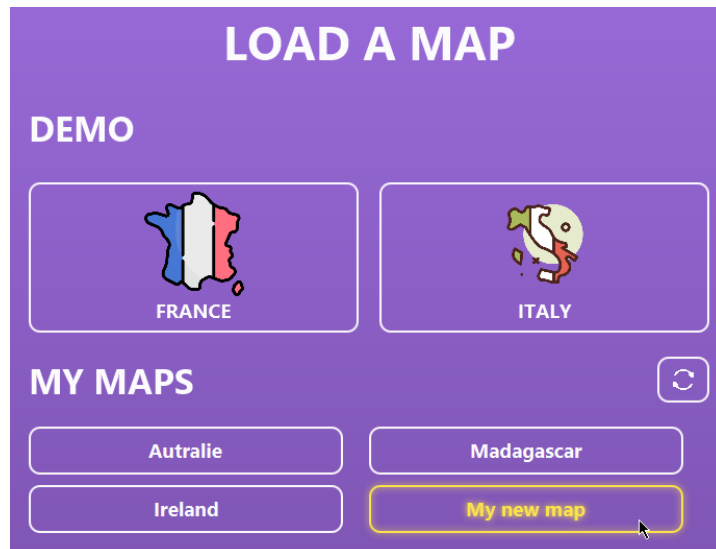 LOAD A MAP
DEMO
FRANCE
ITALY
MY MAPS
Autralie
Madagascar
Ireland
My new map